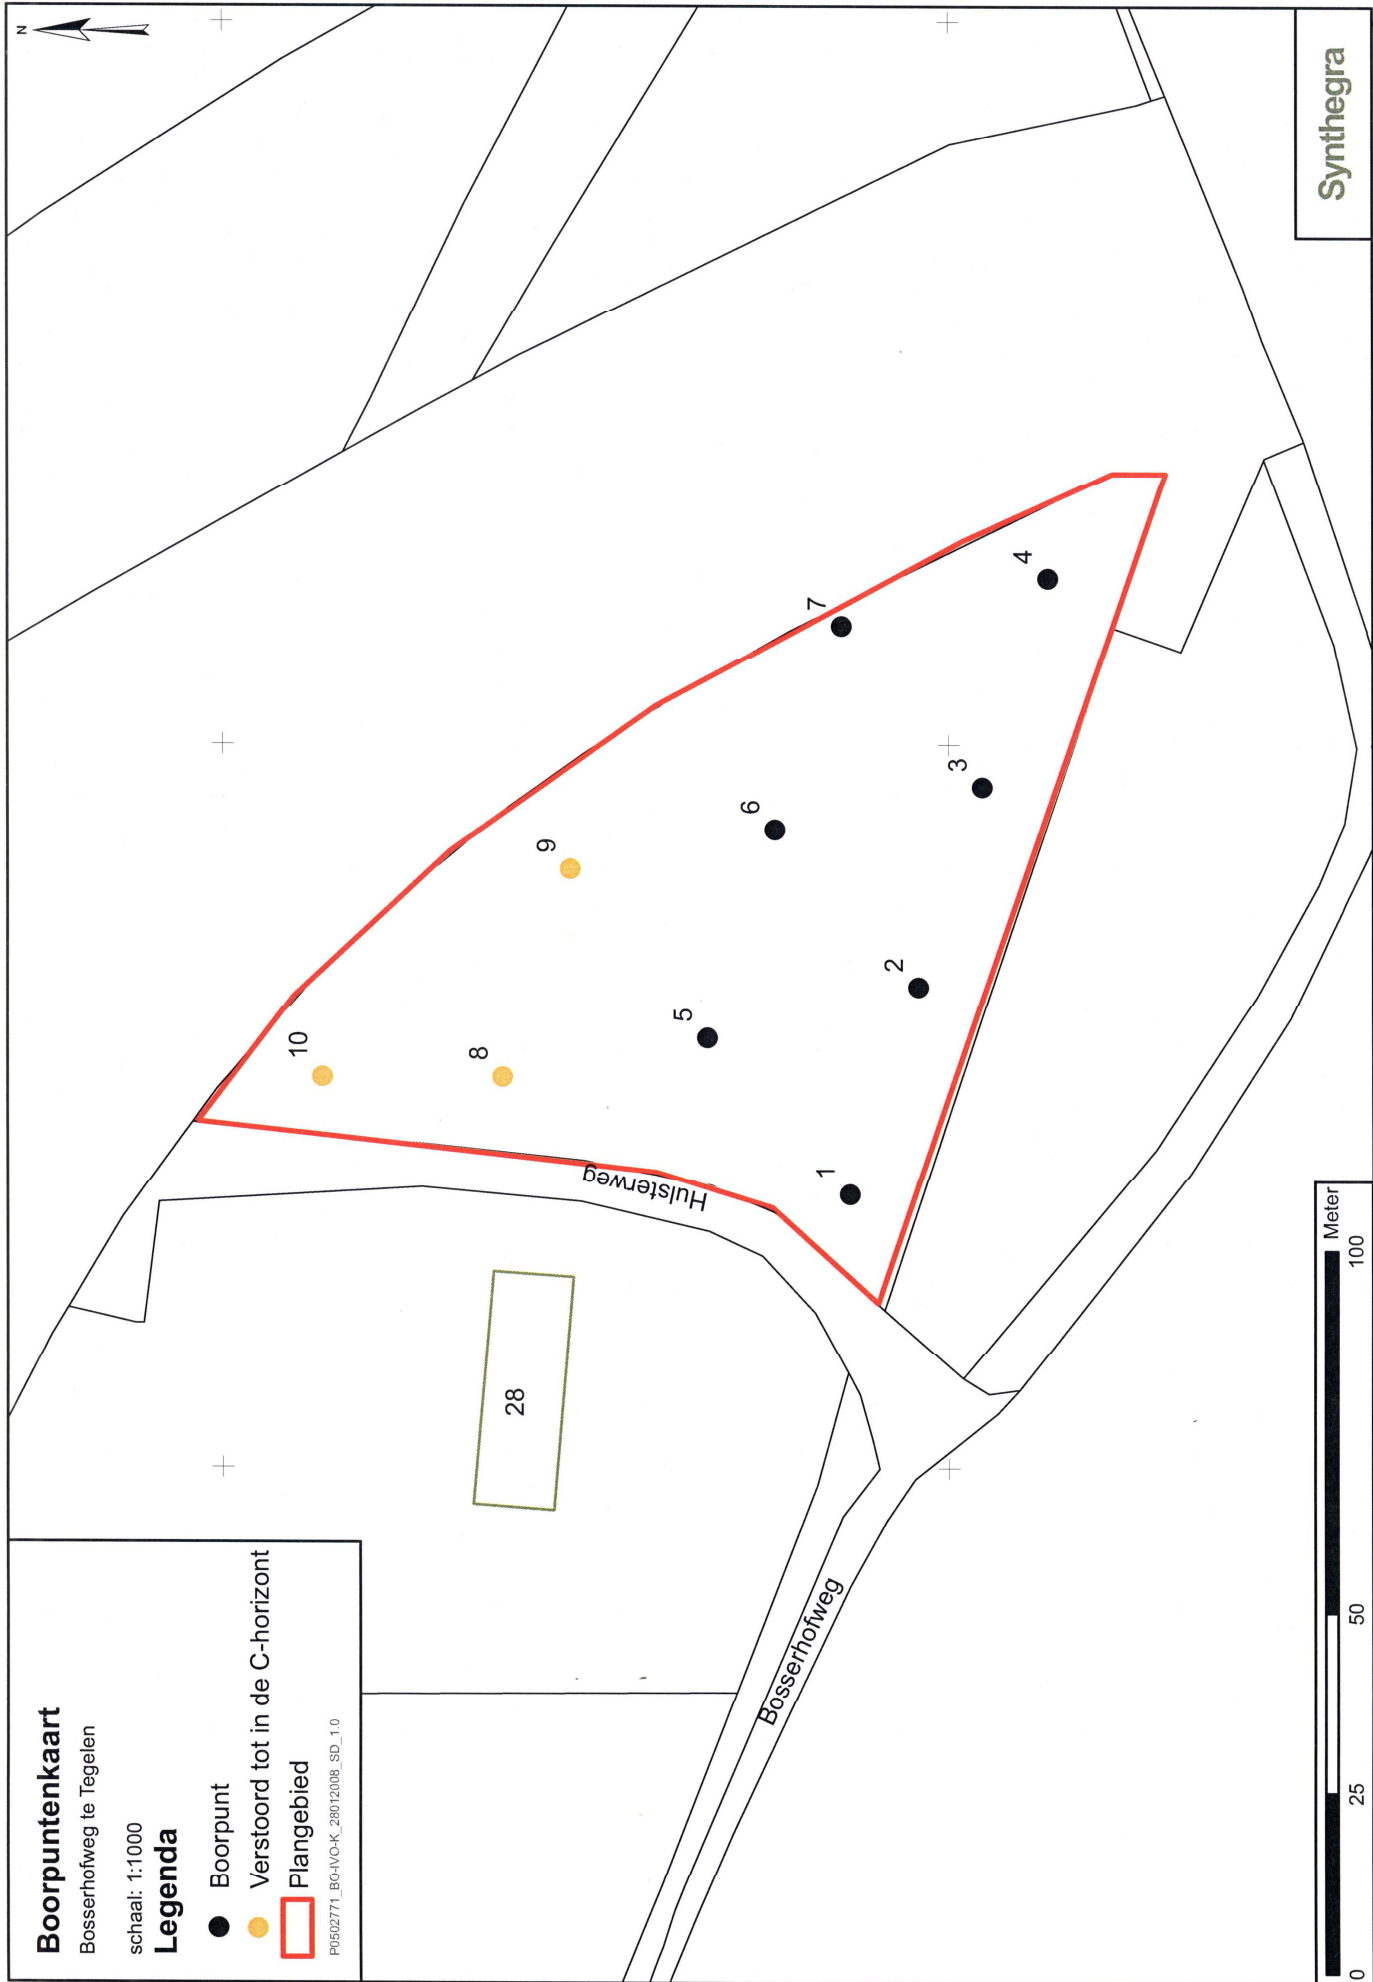 Boorpuntenkaart
Bosserhofweg te Tegelen
schaal: 1:1000
Legenda
Boorpunt
Verstoord tot in de C-horizont
Plangebied
P0502771_BO-IVO-K_28012008_SD_1.0
N
10
8
9
28
Hulsterweg
5
6
7
1
2
3
4
Bosserhofweg
Meter
0 25 50 100
Synthegra